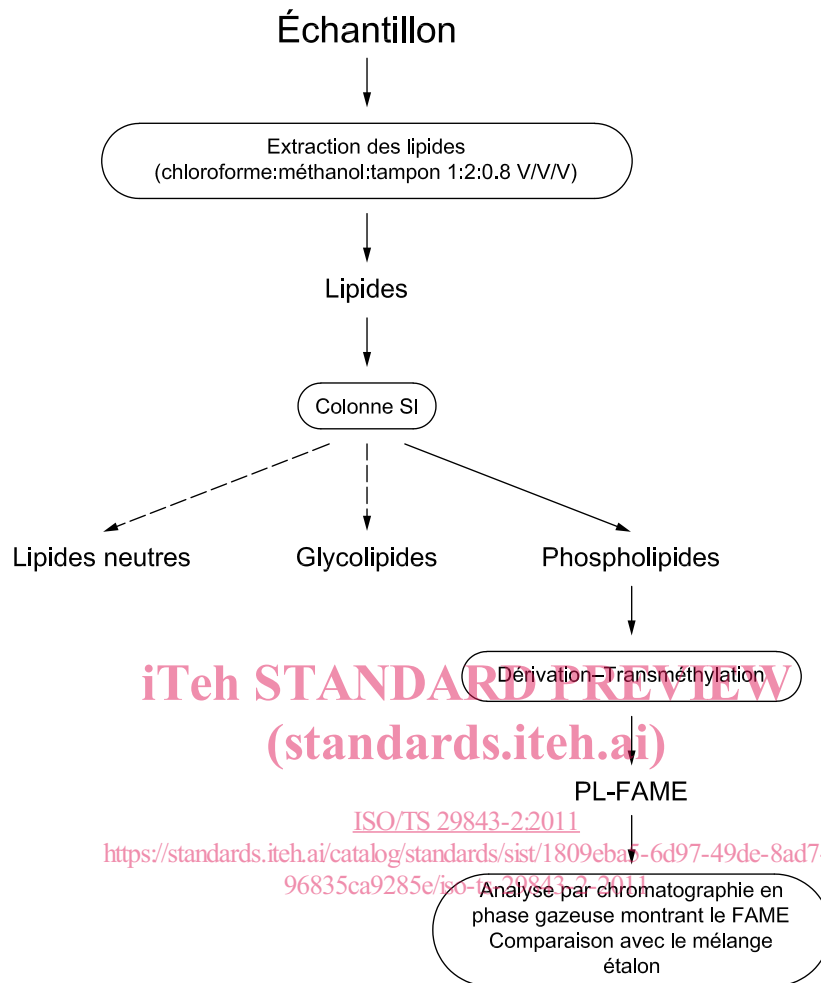 Échantillon
Extraction des lipides
(chloroforme:méthanol:tampon 1:2:0.8 V/V/V)
Lipides
Colonne SI
Lipides neutres
Glycolipides
Phospholipides
iTeh STANDARD PREVIEW
Dérivation–Transméthylation
(standards.iteh.ai)
PL-FAME
ISO/TS 29843-2:2011
https://standards.iteh.ai/catalog/standards/sist/1809eba5-6d97-49de-8ad7-
96835ca9285e/iso-ts-29843-2-2011
Analyse par chromatographie en
phase gazeuse montrant le FAME
Comparaison avec le mélange
étalon